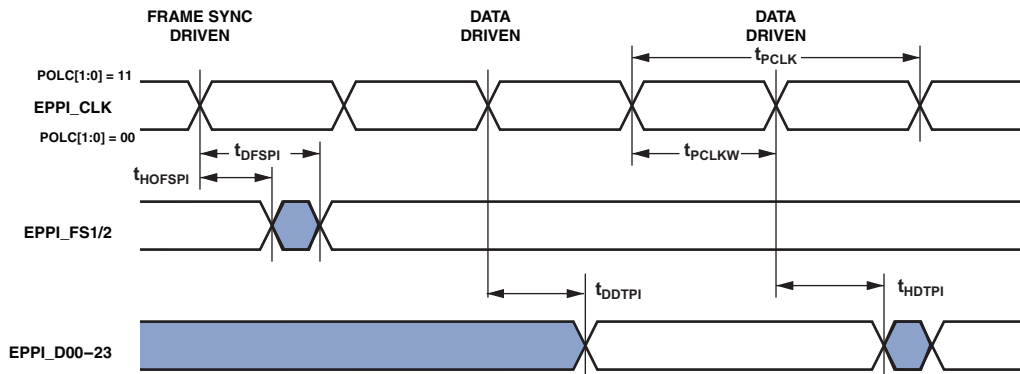 FRAME SYNC
DRIVEN
DATA
DRIVEN
DATA
DRIVEN
tPCLK
POLC[1:0] = 11
EPPI_CLK
POLC[1:0] = 00
tDFSPI
tPCLKW
tHOFSPI
EPPI_FS1/2
tDDTPI
tHDTPI
EPPI_D00–23